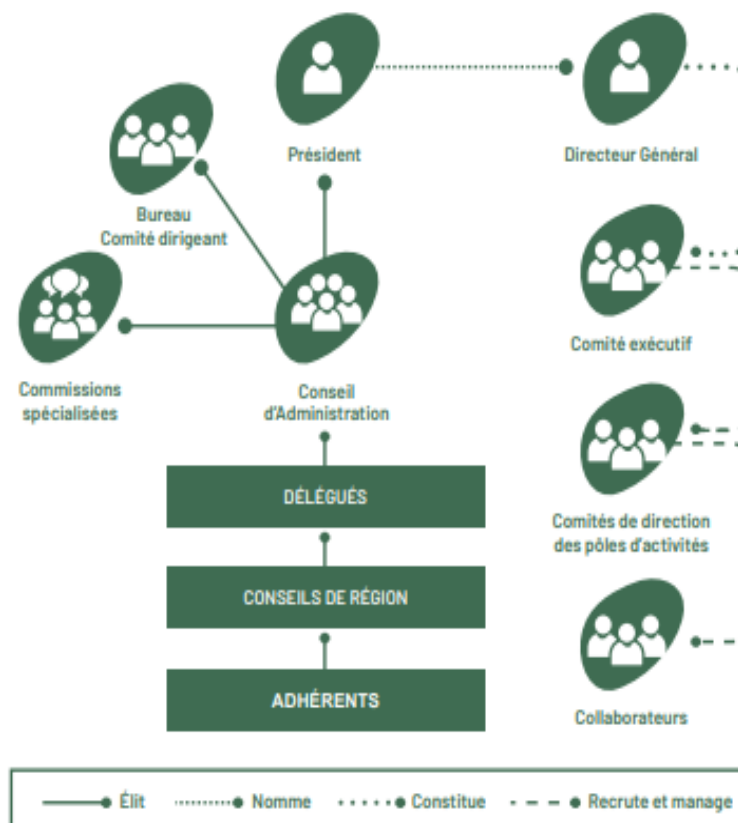 Président
Directeur Général
Bureau
Comité dirigeant
Comité exécutif
Commissions
spécialisées
Conseil
d'Administration
DÉLÉGUÉS
Comités de direction
des pôles d'activités
CONSEILS DE RÉGION
ADHÉRENTS
Collaborateurs
Élit
Nomme
Constitue
Recrute et manage